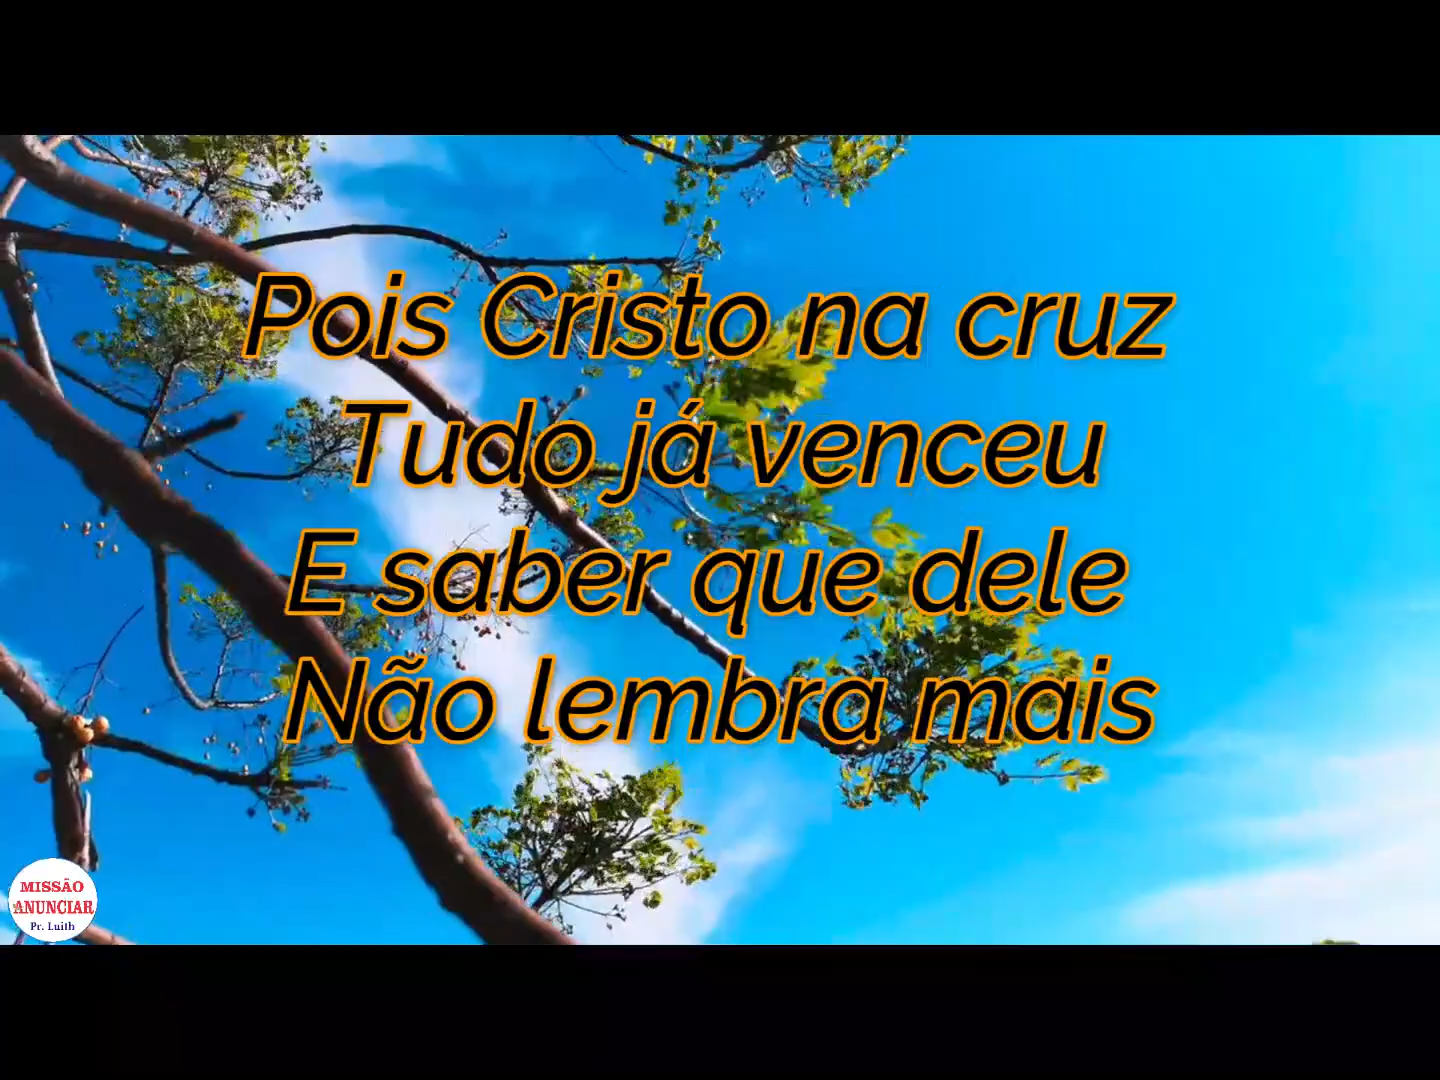 Pois Cristo na cruz
Tudo já venceu
E saber que dele
Não lembra mais
MISSÃO
ANUNCIAR
Pr. Luith